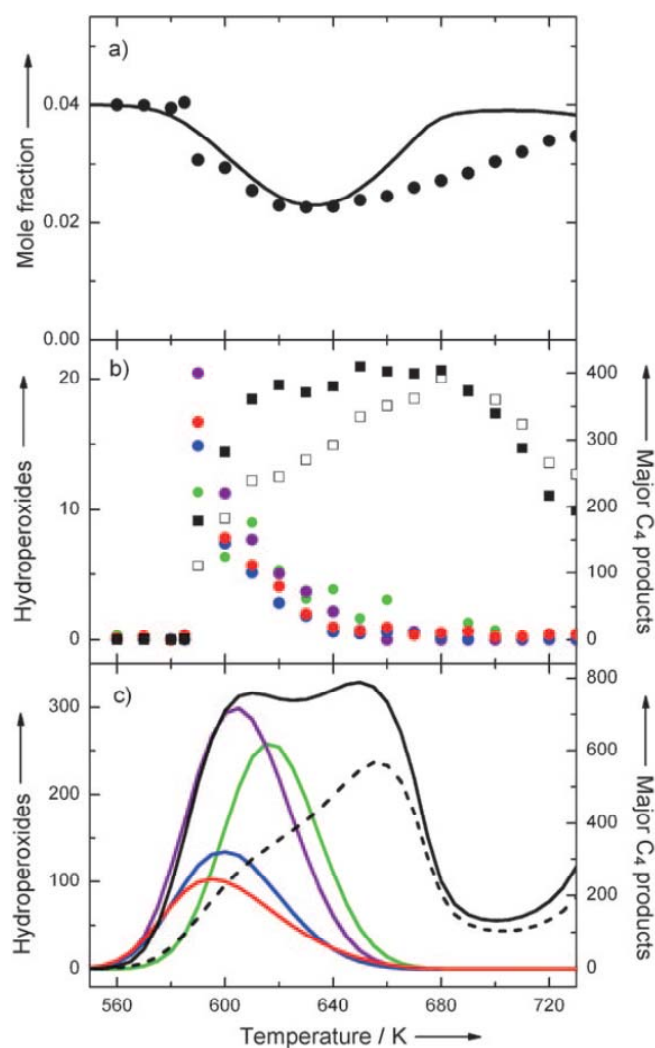 a)
Mole fraction
0.04
0.02
0.00
b)
Hydroperoxides
20
10
0
400
300
200
100
0
Major C₄ products
c)
Hydroperoxides
300
200
100
0
800
600
400
200
0
Major C₄ products
560 600 640 680 720
Temperature / K